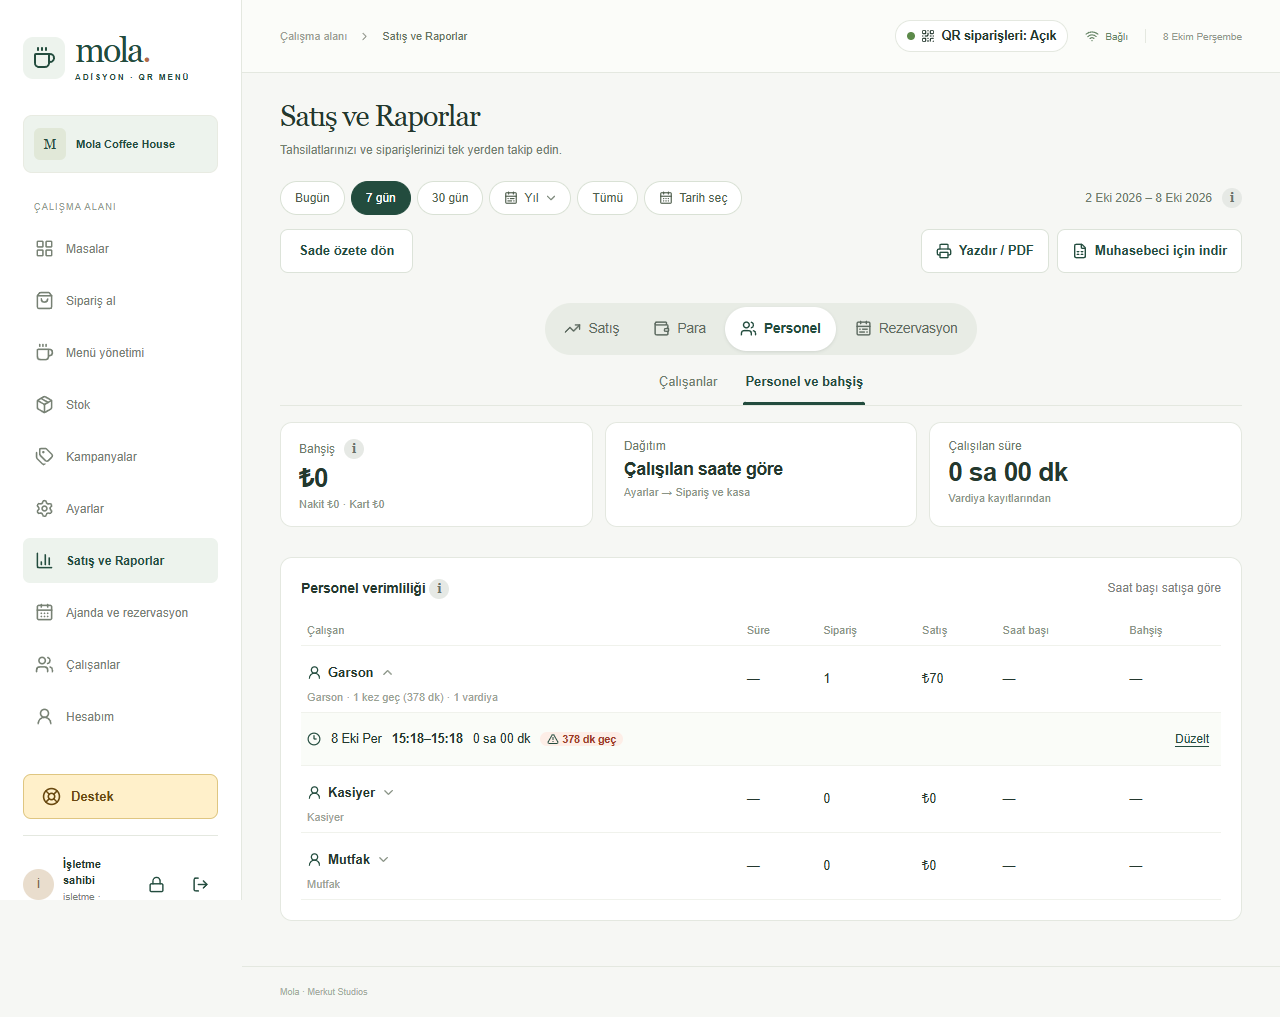 mola.
ADİSYON · QR MENÜ
M
Mola Coffee House
ÇALIŞMA ALANI
Masalar
Sipariş al
Menü yönetimi
Stok
Kampanyalar
Ayarlar
Satış ve Raporlar
Ajanda ve rezervasyon
Çalışanlar
Hesabım
Destek
İ
İşletme sahibi
işletme ·
Çalışma alanı
Satış ve Raporlar
QR siparişleri: Açık
Bağlı
8 Ekim Perşembe
Satış ve Raporlar
Tahsilatlarınızı ve siparişlerinizi tek yerden takip edin.
Bugün
7 gün
30 gün
Yıl
Tümü
Tarih seç
2 Eki 2026 – 8 Eki 2026
i
Sade özete dön
Yazdır / PDF
Muhasebeci için indir
Satış
Para
Personel
Rezervasyon
Çalışanlar
Personel ve bahşiş
Bahşiş i
₺0
Nakit ₺0 · Kart ₺0
Dağıtım
Çalışılan saate göre
Ayarlar → Sipariş ve kasa
Çalışılan süre
0 sa 00 dk
Vardiya kayıtlarından
Personel verimliliği i
Saat başı satışa göre
Çalışan Süre Sipariş Satış Saat başı Bahşiş
Garson — 1 ₺70 — —
Garson · 1 kez geç (378 dk) · 1 vardiya
8 Eki Per 15:18–15:18 0 sa 00 dk 378 dk geç Düzelt
Kasiyer — 0 ₺0 — —
Kasiyer
Mutfak — 0 ₺0 — —
Mutfak
Mola · Merkut Studios